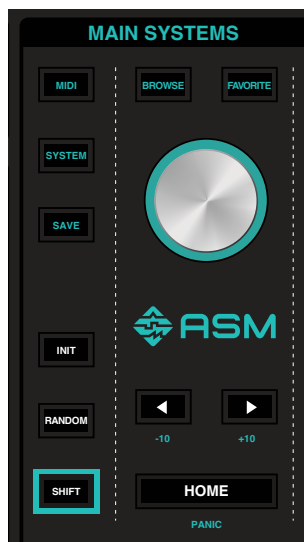 MAIN SYSTEMS
MIDI
BROWSE
FAVORITE
SYSTEM
SAVE
ASM
INIT
RANDOM
-10
+10
SHIFT
HOME
PANIC